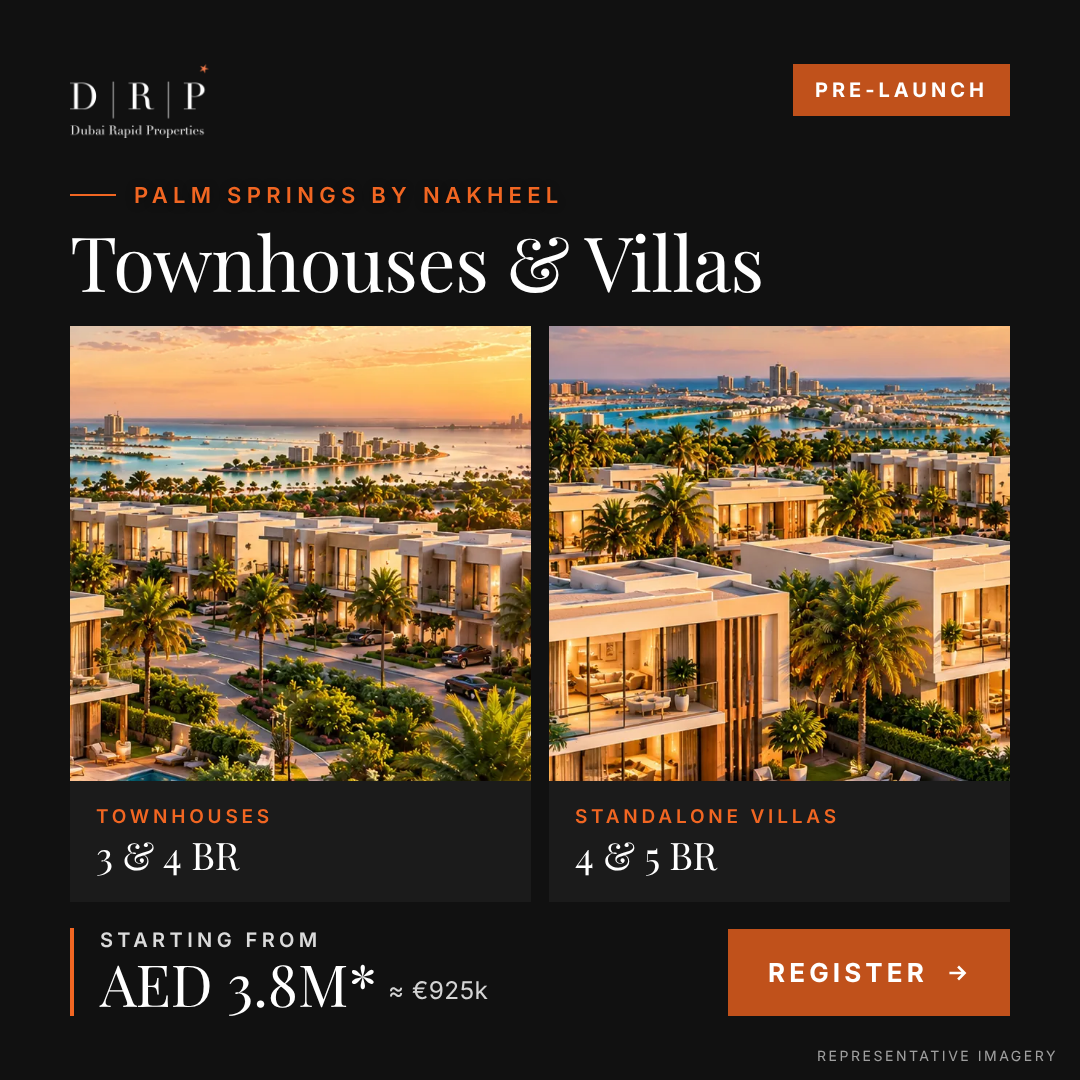 D | R | P
Dubai Rapid Properties
PRE-LAUNCH
PALM SPRINGS BY NAKHEEL
Townhouses & Villas
TOWNHOUSES
3 & 4 BR
STANDALONE VILLAS
4 & 5 BR
STARTING FROM
AED 3.8M* ≈ €925k
REGISTER →
REPRESENTATIVE IMAGERY